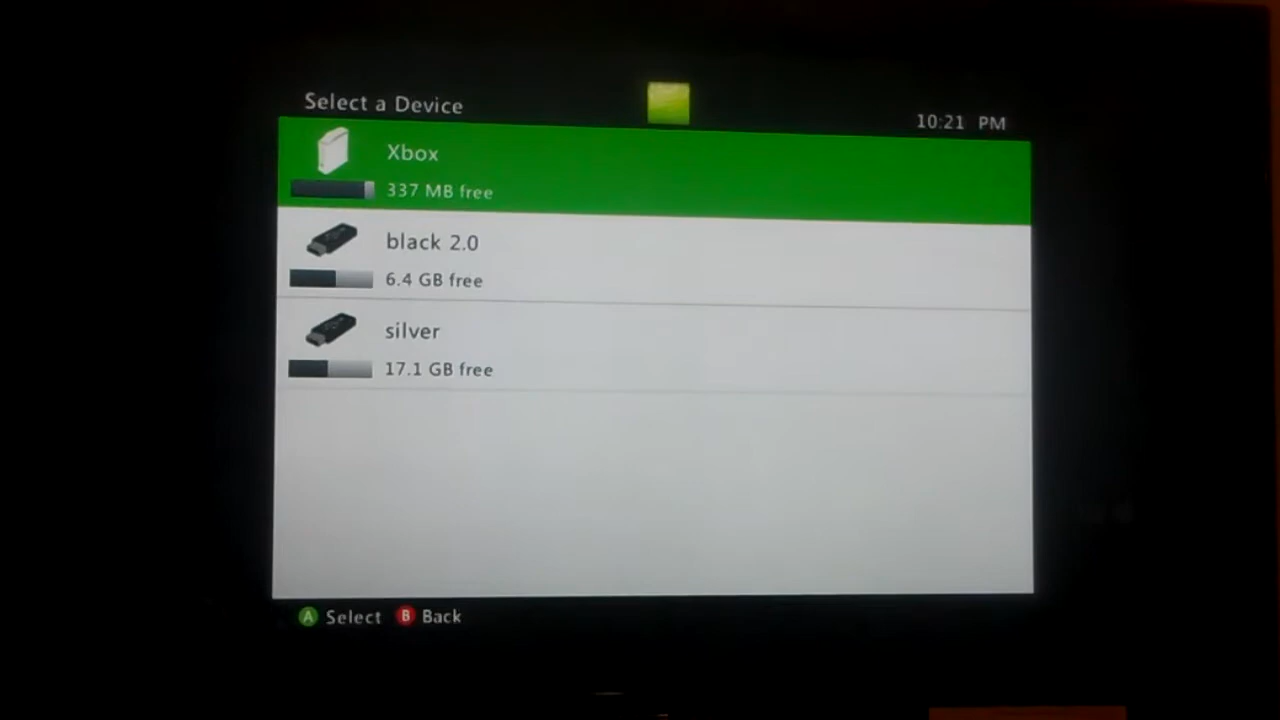 Select a Device
10:21 PM
Xbox
337 MB free
black 2.0
6.4 GB free
silver
17.1 GB free
A Select B Back